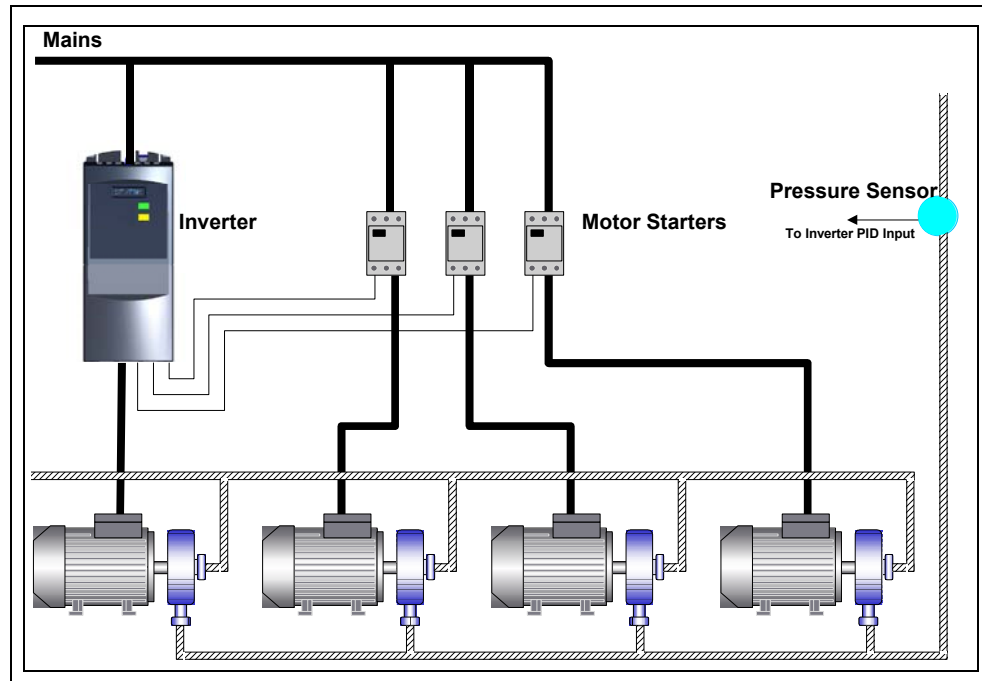 Mains
Inverter
Motor Starters
Pressure Sensor
To Inverter PID Input